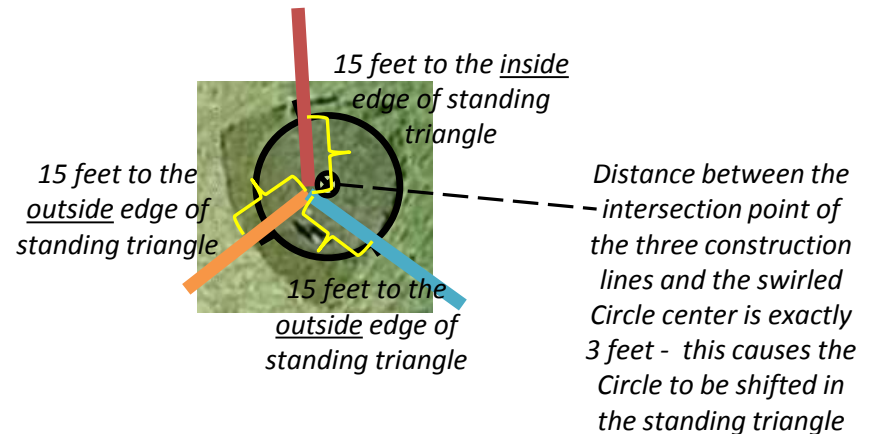 15 feet to the inside
edge of standing
triangle
15 feet to the
outside edge of
standing triangle
15 feet to the
outside edge of
standing triangle
Distance between the
intersection point of
the three construction
lines and the swirled
Circle center is exactly
3 feet -  this causes the
Circle to be shifted in
the standing triangle